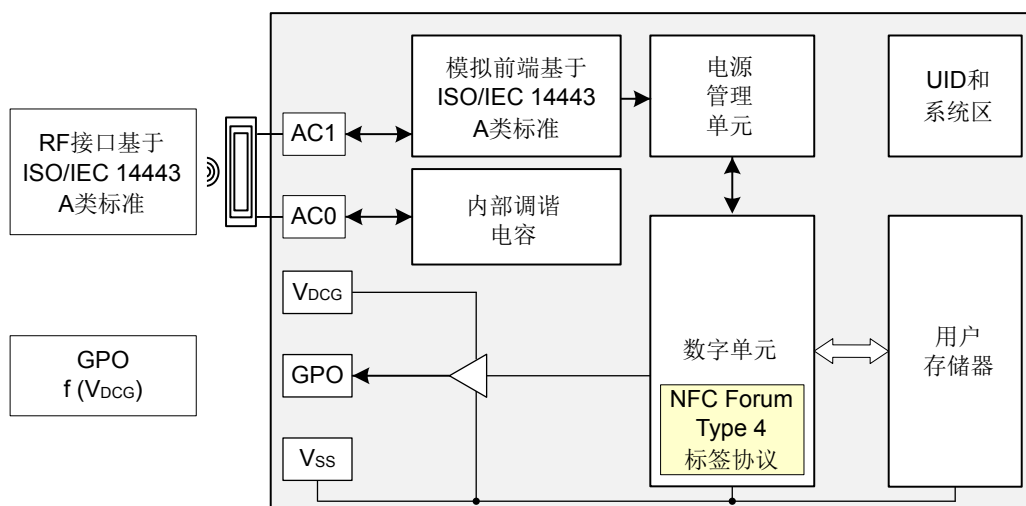 RF接口基于
ISO/IEC 14443
A类标准
GPO
f (VDCG)
AC1
AC0
VDCG
GPO
VSS
模拟前端基于
ISO/IEC 14443
A类标准
内部调谐
电容
电源
管理
单元
数字单元
NFC Forum
Type 4
标签协议
UID和
系统区
用户
存储器